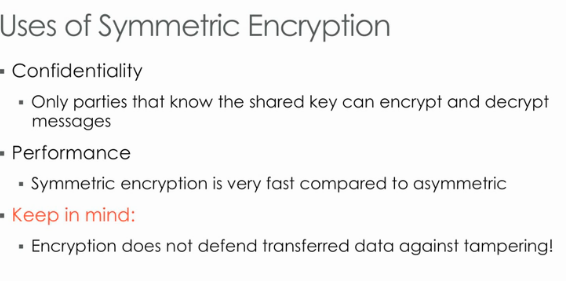 Uses of Symmetric Encryption
▪ Confidentiality
▪ Only parties that know the shared key can encrypt and decrypt
messages
▪ Performance
▪ Symmetric encryption is very fast compared to asymmetric
▪ Keep in mind:
▪ Encryption does not defend transferred data against tampering!